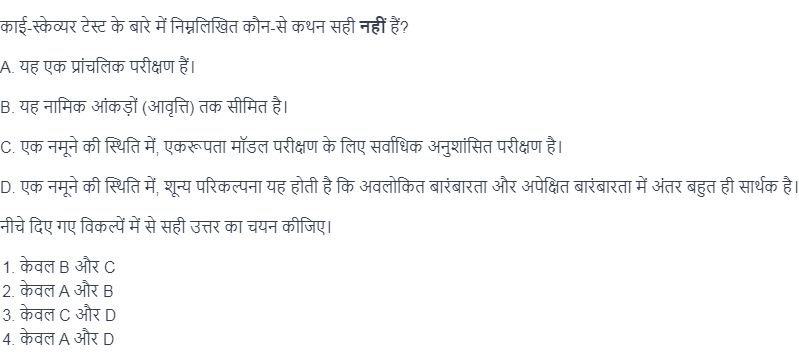 काई-स्केव्यर टेस्ट के बारे में निम्नलिखित कौन-से कथन सही नहीं हैं?
A. यह एक प्रांचलिक परीक्षण हैं।
B. यह नामिक आंकड़ों (आवृत्ति) तक सीमित है।
C. एक नमूने की स्थिति में, एकरूपता मॉडल परीक्षण के लिए सर्वाधिक अनुशांसित परीक्षण है।
D. एक नमूने की स्थिति में, शून्य परिकल्पना यह होती है कि अवलोकित बारंबारता और अपेक्षित बारंबारता में अंतर बहुत ही सार्थक है।
नीचे दिए गए विकल्पें में से सही उत्तर का चयन कीजिए।
1. केवल B और C
2. केवल A और B
3. केवल C और D
4. केवल A और D